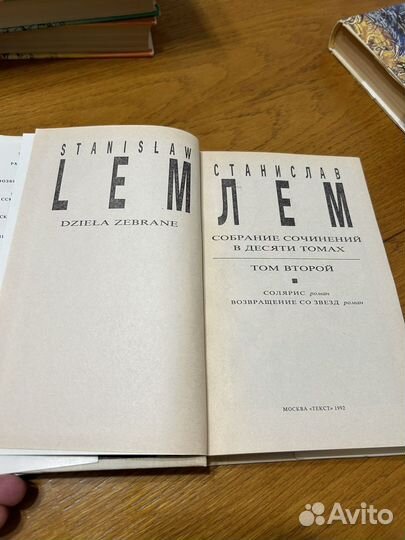 STANISŁAW
LEM
DZIEŁA ZEBRANE
СТАНИСЛАВ
ЛЕМ
СОБРАНИЕ СОЧИНЕНИЙ
В ДЕСЯТИ ТОМАХ
ТОМ ВТОРОЙ
СОЛЯРИС роман
ВОЗВРАЩЕНИЕ СО ЗВЕЗД роман
МОСКВА «ТЕКСТ» 1992
Avito